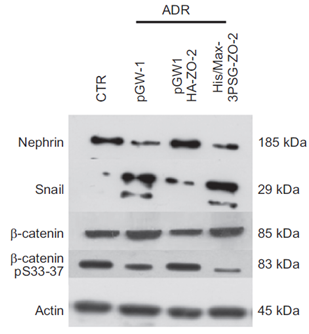 ADR
CTR
pGW-1
pGW1
HA-ZO-2
His/Max-
3PSG-ZO-2
Nephrin 185 kDa
Snail 29 kDa
β-catenin 85 kDa
β-catenin
pS33-37 83 kDa
Actin 45 kDa